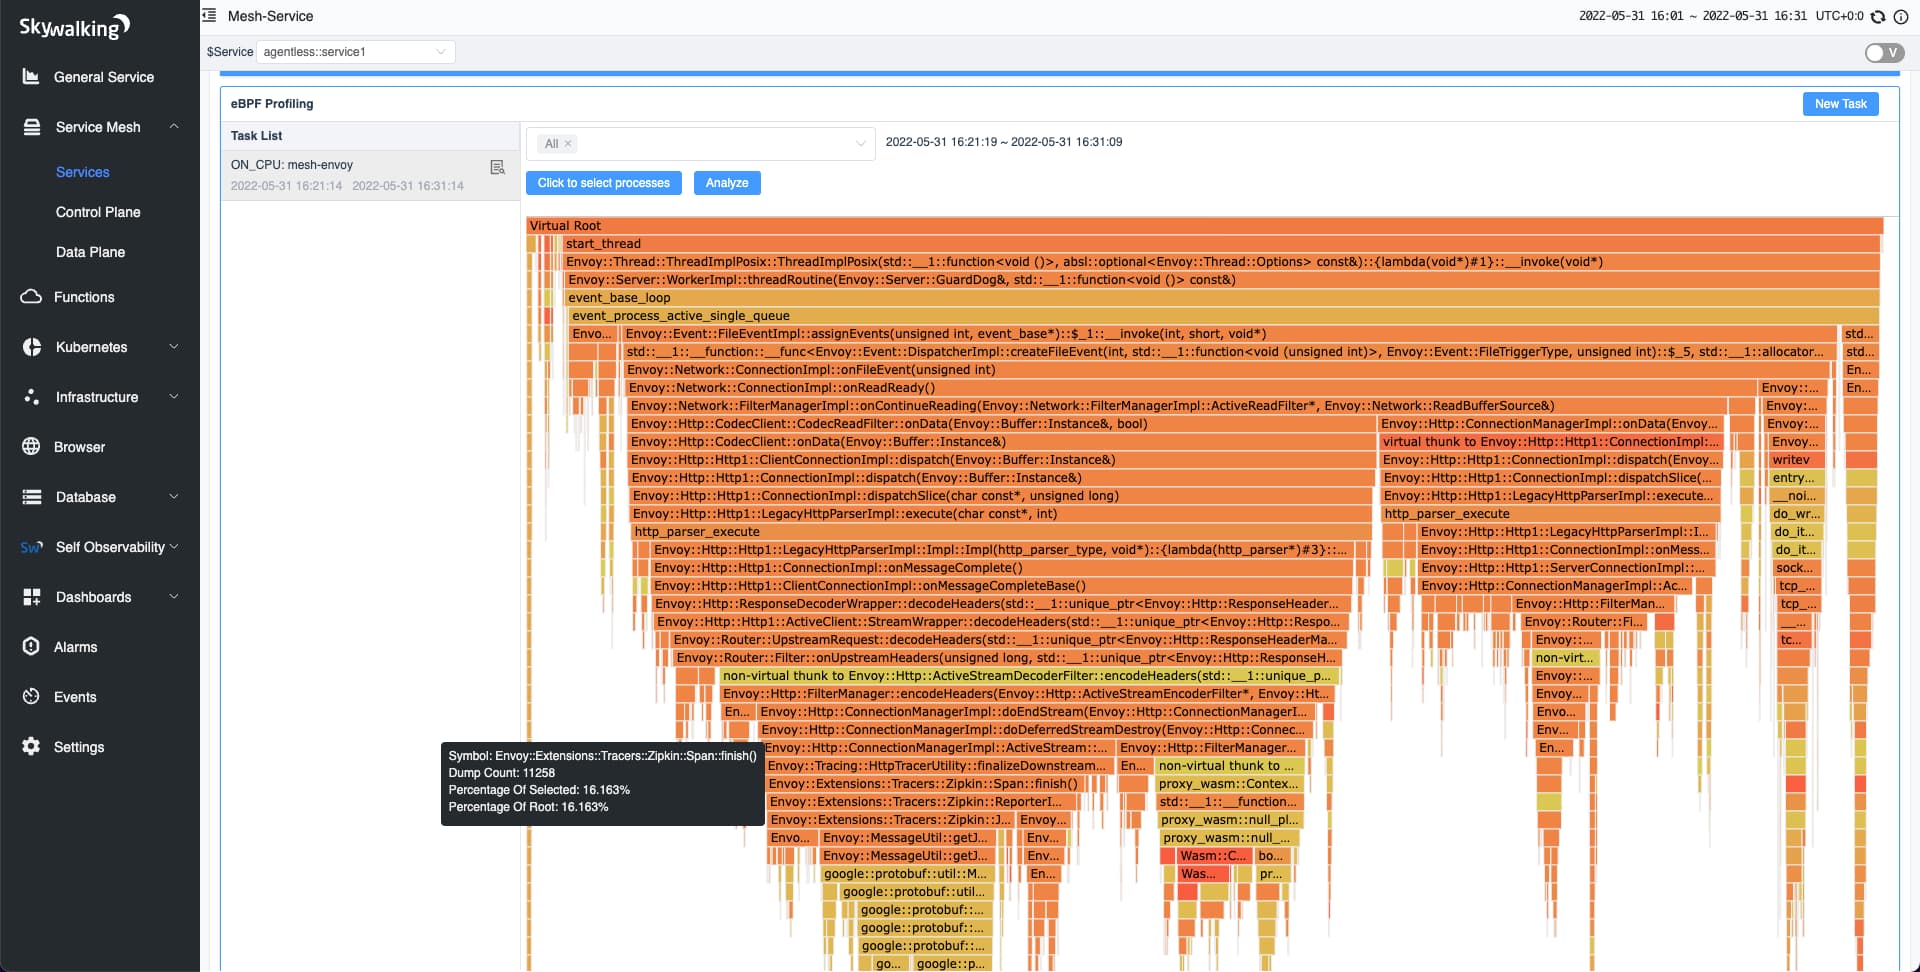 Skywalking
General Service
Service Mesh
Services
Control Plane
Data Plane
Functions
Kubernetes
Infrastructure
Browser
Database
Sw Self Observability
Dashboards
Alarms
Events
Settings
Mesh-Service
2022-05-31 16:01 ~ 2022-05-31 16:31 UTC+0:0
$Service agentless::service1
V
eBPF Profiling
New Task
Task List
ON_CPU: mesh-envoy
2022-05-31 16:21:14 2022-05-31 16:31:14
All ×
2022-05-31 16:21:19 ~ 2022-05-31 16:31:09
Click to select processes
Analyze
Virtual Root
start_thread
Envoy::Thread::ThreadImplPosix::ThreadImplPosix(std::__1::function<void ()>, absl::optional<Envoy::Thread::Options> const&)::{lambda(void*)#1}::__invoke(void*)
Envoy::Server::WorkerImpl::threadRoutine(Envoy::Server::GuardDog&, std::__1::function<void ()> const&)
event_base_loop
event_process_active_single_queue
Envo... Envoy::Event::FileEventImpl::assignEvents(unsigned int, event_base*)::$_1::__invoke(int, short, void*) std...
std::__1::__function::__func<Envoy::Event::DispatcherImpl::createFileEvent(int, std::__1::function<void (unsigned int)>, Envoy::Event::FileTriggerType, unsigned int)::$_5, std::__1::allocator... std...
Envoy::Network::ConnectionImpl::onFileEvent(unsigned int) En...
Envoy::Network::ConnectionImpl::onReadReady() Envoy::... En...
Envoy::Network::FilterManagerImpl::onContinueReading(Envoy::Network::FilterManagerImpl::ActiveReadFilter*, Envoy::Network::ReadBufferSource&) Envoy:...
Envoy::Http::CodecClient::CodecReadFilter::onData(Envoy::Buffer::Instance&, bool) Envoy::Http::ConnectionManagerImpl::onData(Envoy:... Envoy:...
Envoy::Http::CodecClient::onData(Envoy::Buffer::Instance&) virtual thunk to Envoy::Http::Http1::ConnectionImpl:... Envoy...
Envoy::Http::Http1::ClientConnectionImpl::dispatch(Envoy::Buffer::Instance&) Envoy::Http::Http1::ConnectionImpl::dispatch(Envoy... writev
Envoy::Http::Http1::ConnectionImpl::dispatch(Envoy::Buffer::Instance&) Envoy::Http::Http1::ConnectionImpl::dispatchSlice(... entry...
Envoy::Http::Http1::ConnectionImpl::dispatchSlice(char const*, unsigned long) Envoy::Http::Http1::LegacyHttpParserImpl::execute... __noi...
Envoy::Http::Http1::LegacyHttpParserImpl::execute(char const*, int) http_parser_execute do_wr...
http_parser_execute Envoy::Http::Http1::LegacyHttpParserImpl::I... do_it...
Envoy::Http::Http1::LegacyHttpParserImpl::Impl::Impl(http_parser_type, void*)::{lambda(http_parser*)#3}::... Envoy::Http::Http1::ConnectionImpl::onMess... do_it...
Envoy::Http::Http1::ConnectionImpl::onMessageComplete() Envoy::Http::Http1::ServerConnectionImpl::... sock...
Envoy::Http::Http1::ClientConnectionImpl::onMessageCompleteBase() Envoy::Http::ConnectionManagerImpl::Ac... tcp_...
Envoy::Http::ResponseDecoderWrapper::decodeHeaders(std::__1::unique_ptr<Envoy::Http::ResponseHeader... Envoy::Http::FilterMan... tcp_...
Envoy::Http::Http1::ActiveClient::StreamWrapper::decodeHeaders(std::__1::unique_ptr<Envoy::Http::Respo... Envoy::Router::Fi... __...
Envoy::Router::UpstreamRequest::decodeHeaders(std::__1::unique_ptr<Envoy::Http::ResponseHeaderMa... Envoy::... tc...
Envoy::Router::Filter::onUpstreamHeaders(unsigned long, std::__1::unique_ptr<Envoy::Http::ResponseH... non-virt...
non-virtual thunk to Envoy::Http::ActiveStreamDecoderFilter::encodeHeaders(std::__1::unique_p... Envoy::...
Envoy::Http::FilterManager::encodeHeaders(Envoy::Http::ActiveStreamEncoderFilter*, Envoy::Ht... Envoy...
En... Envoy::Http::ConnectionManagerImpl::doEndStream(Envoy::Http::ConnectionManagerI... Envo...
Envoy::Http::ConnectionManagerImpl::doDeferredStreamDestroy(Envoy::Http::Connec... Env...
Envoy::Http::ConnectionManagerImpl::ActiveStream::... Envoy::Http::FilterManager... En...
Envoy::Tracing::HttpTracerUtility::finalizeDownstream... En... non-virtual thunk to ...
Envoy::Extensions::Tracers::Zipkin::Span::finish() proxy_wasm::Contex...
Envoy::Extensions::Tracers::Zipkin::ReporterI... std::__1::__function...
Envoy::Extensions::Tracers::Zipkin::J... Envoy... proxy_wasm::null_pl...
Envo... Envoy::MessageUtil::getJ... Env... proxy_wasm::null_...
Envoy::MessageUtil::getJ... Env... Wasm::C... bo...
google::protobuf::util::M... En... Was... pr...
google::protobuf::util...
google::protobuf::...
google::protobuf::...
google::protobuf::...
go... google::p...
Symbol: Envoy::Extensions::Tracers::Zipkin::Span::finish()
Dump Count: 11258
Percentage Of Selected: 16.163%
Percentage Of Root: 16.163%